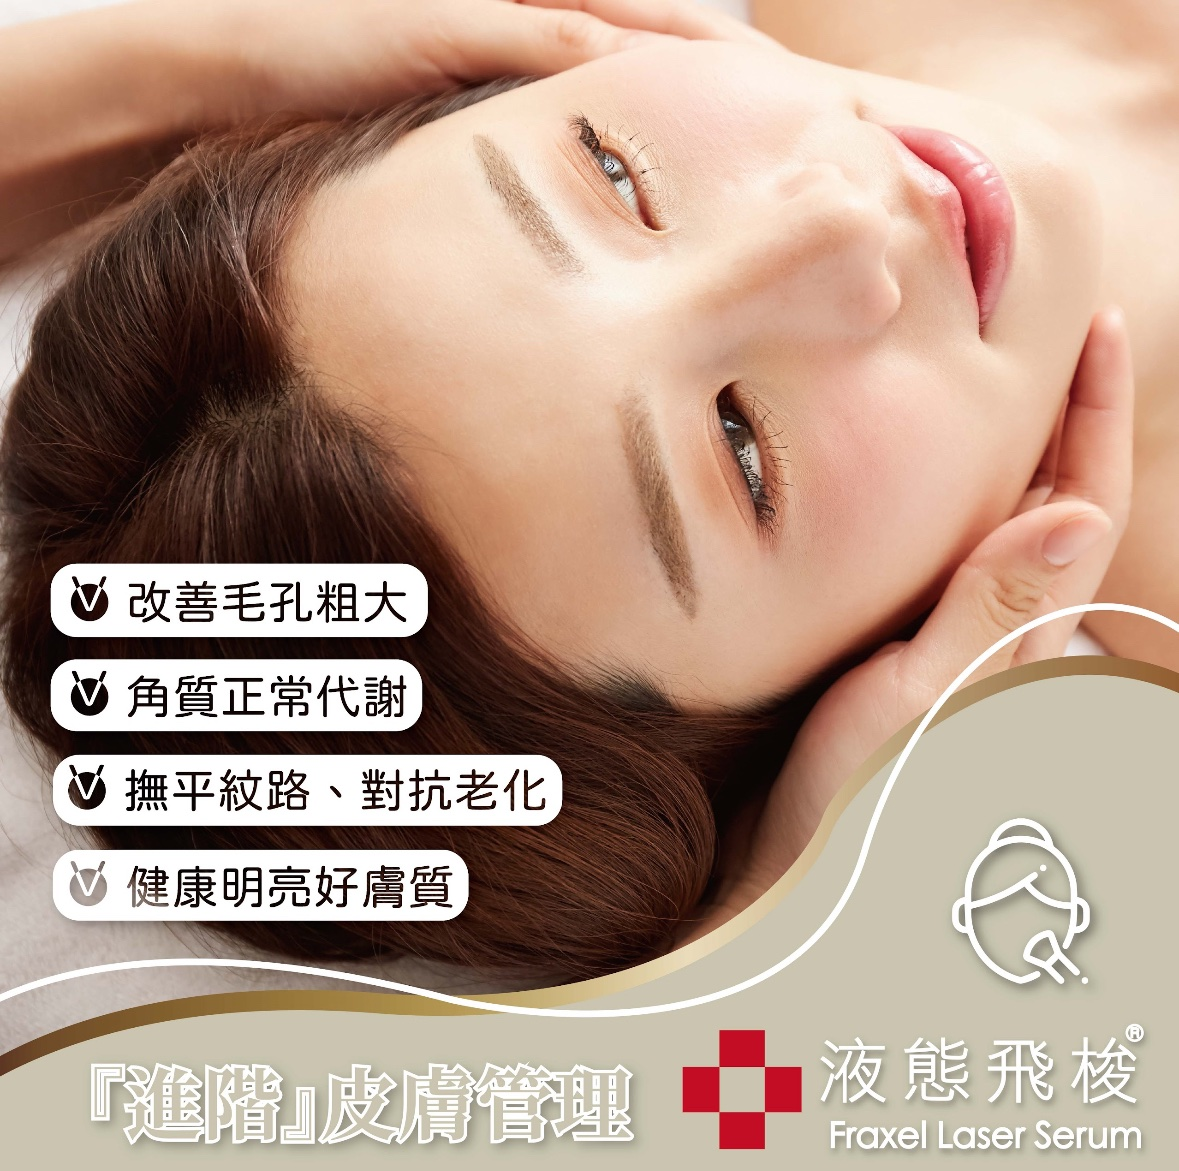 改善毛孔粗大
角質正常代謝
撫平紋路、對抗老化
健康明亮好膚質
『進階』皮膚管理
液態飛梭®
Fraxel Laser Serum